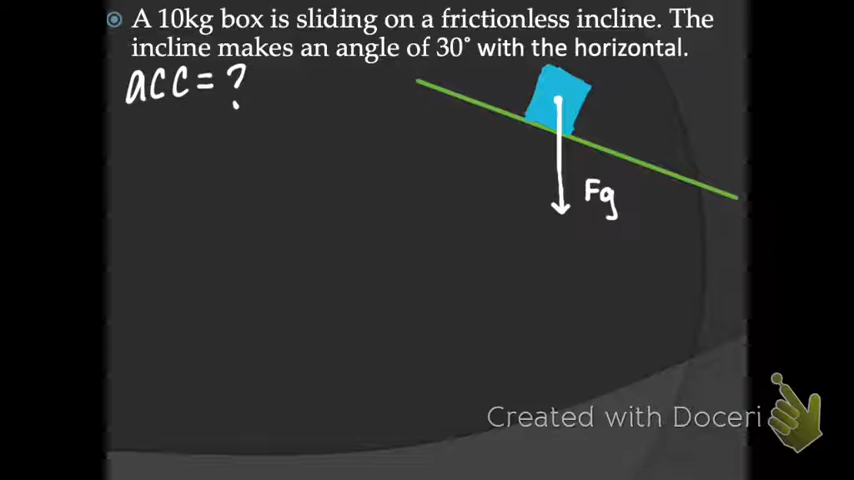 A 10kg box is sliding on a frictionless incline. The
incline makes an angle of 30° with the horizontal.
acc = ?
Fg
Created with Doceri